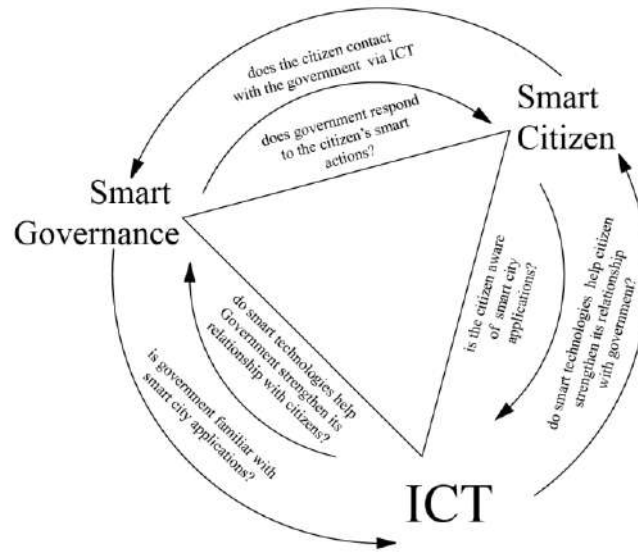 does the citizen contact
with the government via ICT
does government respond
to the citizen's smart
actions?
Smart
Citizen
Smart
Governance
is the citizen aware
of smart city
applications?
do smart technologies help citizen
strengthen its relationship
with government?
do smart technologies help
Government strengthen its
relationship with citizens?
is government familiar with
smart city applications?
ICT